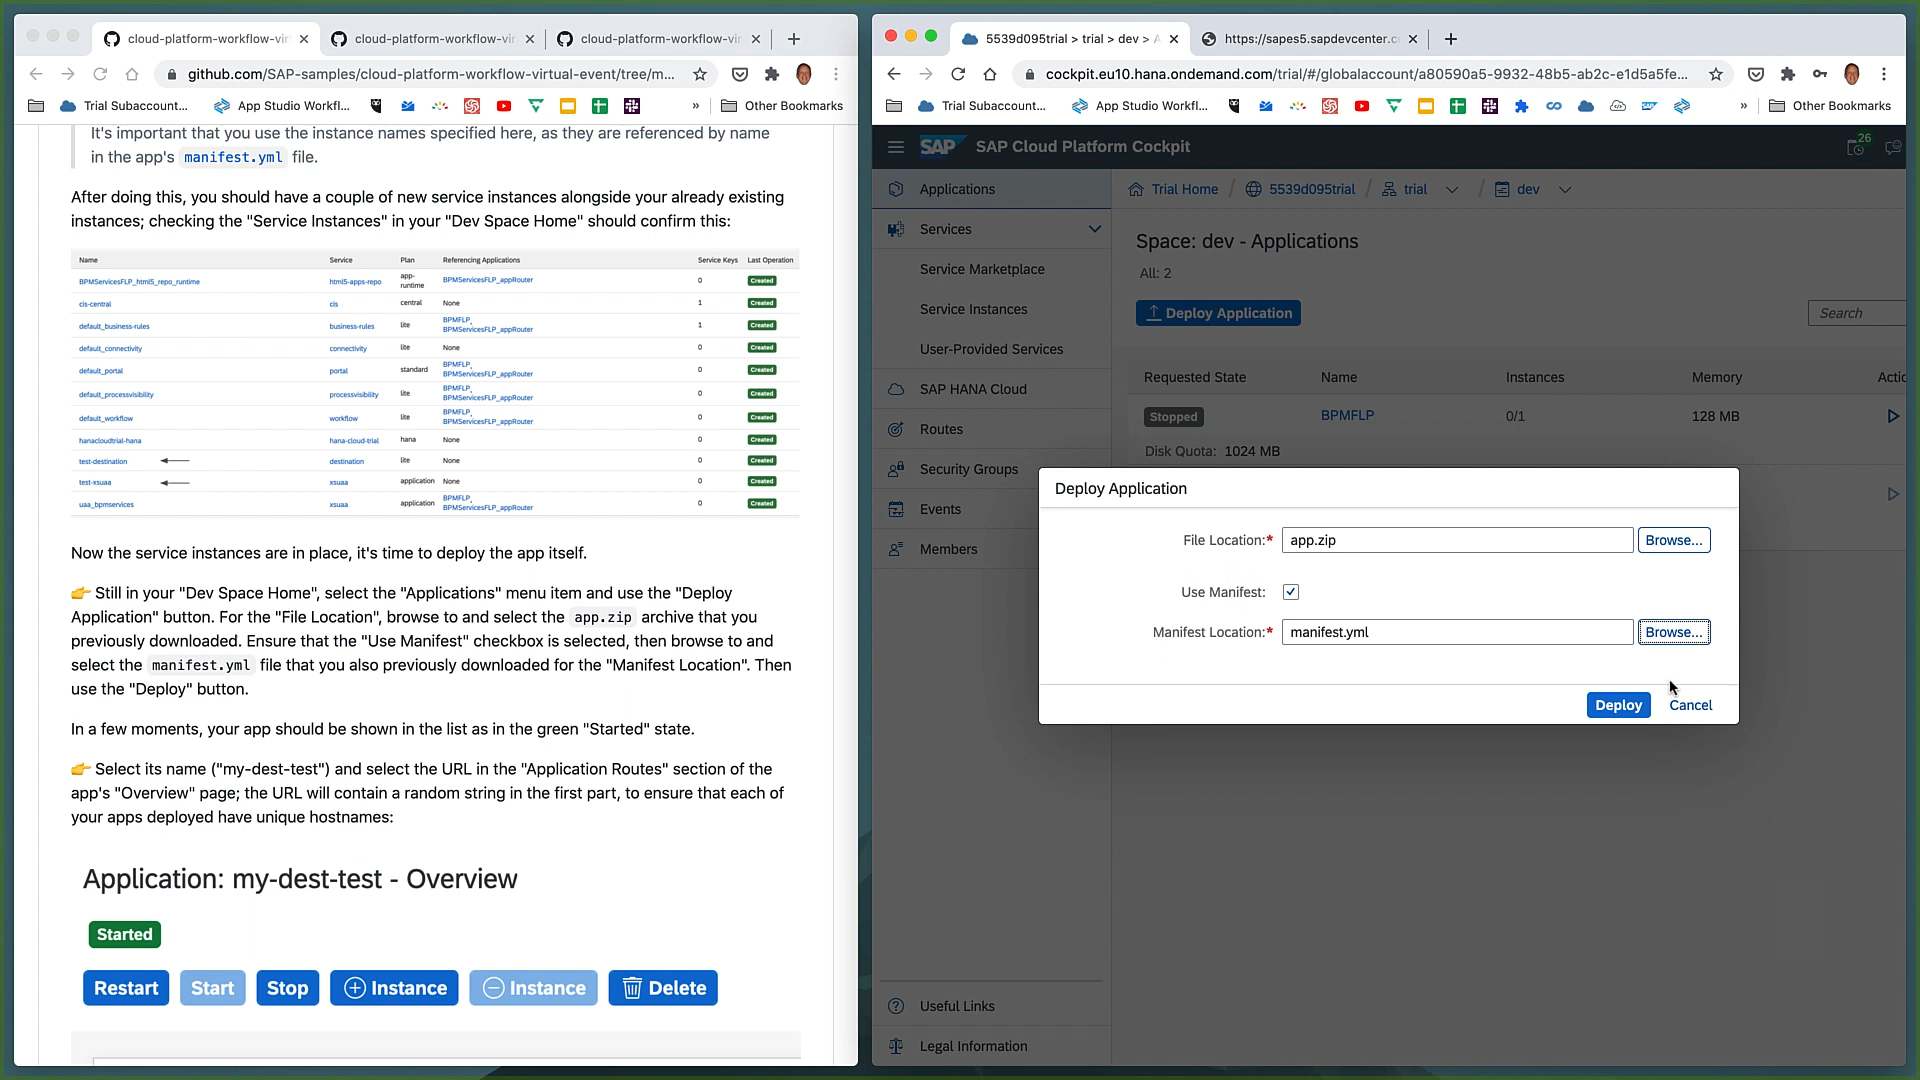 cloud-platform-workflow-vir
cloud-platform-workflow-vir
cloud-platform-workflow-vir
github.com/SAP-samples/cloud-platform-workflow-virtual-event/tree/m...
Trial Subaccount...
App Studio Workfl...
»
Other Bookmarks
It's important that you use the instance names specified here, as they are referenced by name
in the app's manifest.yml file.
After doing this, you should have a couple of new service instances alongside your already existing
instances; checking the "Service Instances" in your "Dev Space Home" should confirm this:
Name Service Plan Referencing Applications Service Keys Last Operation
BPMServicesFLP_html5_repo_runtime html5-apps-repo app-runtime BPMServicesFLP_appRouter 0 Created
cis-central cis central None 1 Created
default_business-rules business-rules lite BPMFLP, BPMServicesFLP_appRouter 1 Created
default_connectivity connectivity lite None 0 Created
default_portal portal standard BPMFLP, BPMServicesFLP_appRouter 0 Created
default_processvisibility processvisibility lite BPMFLP, BPMServicesFLP_appRouter 0 Created
default_workflow workflow lite BPMFLP, BPMServicesFLP_appRouter 0 Created
hanacloudtrial-hana hana-cloud-trial hana None 0 Created
test-destination destination lite None 0 Created
test-xsuaa xsuaa application None 0 Created
uaa_bpmservices xsuaa application BPMFLP, BPMServicesFLP_appRouter 0 Created
Now the service instances are in place, it's time to deploy the app itself.
👉 Still in your "Dev Space Home", select the "Applications" menu item and use the "Deploy
Application" button. For the "File Location", browse to and select the app.zip archive that you
previously downloaded. Ensure that the "Use Manifest" checkbox is selected, then browse to and
select the manifest.yml file that you also previously downloaded for the "Manifest Location". Then
use the "Deploy" button.
In a few moments, your app should be shown in the list as in the green "Started" state.
👉 Select its name ("my-dest-test") and select the URL in the "Application Routes" section of the
app's "Overview" page; the URL will contain a random string in the first part, to ensure that each of
your apps deployed have unique hostnames:
Application: my-dest-test - Overview
Started
Restart Start Stop Instance Instance Delete
5539d095trial > trial > dev > A
https://sapes5.sapdevcenter.c
cockpit.eu10.hana.ondemand.com/trial/#/globalaccount/a80590a5-9932-48b5-ab2c-e1d5a5fe...
Trial Subaccount...
App Studio Workfl...
»
Other Bookmarks
SAP
SAP Cloud Platform Cockpit
26
Applications
Services
Service Marketplace
Service Instances
User-Provided Services
SAP HANA Cloud
Routes
Security Groups
Events
Members
Useful Links
Legal Information
Trial Home / 5539d095trial / trial / dev
Space: dev - Applications
All: 2
Deploy Application
Search
Requested State Name Instances Memory Actio
Stopped BPMFLP 0/1 128 MB
Disk Quota: 1024 MB
Deploy Application
File Location:* app.zip Browse...
Use Manifest:
Manifest Location:* manifest.yml Browse...
Deploy Cancel